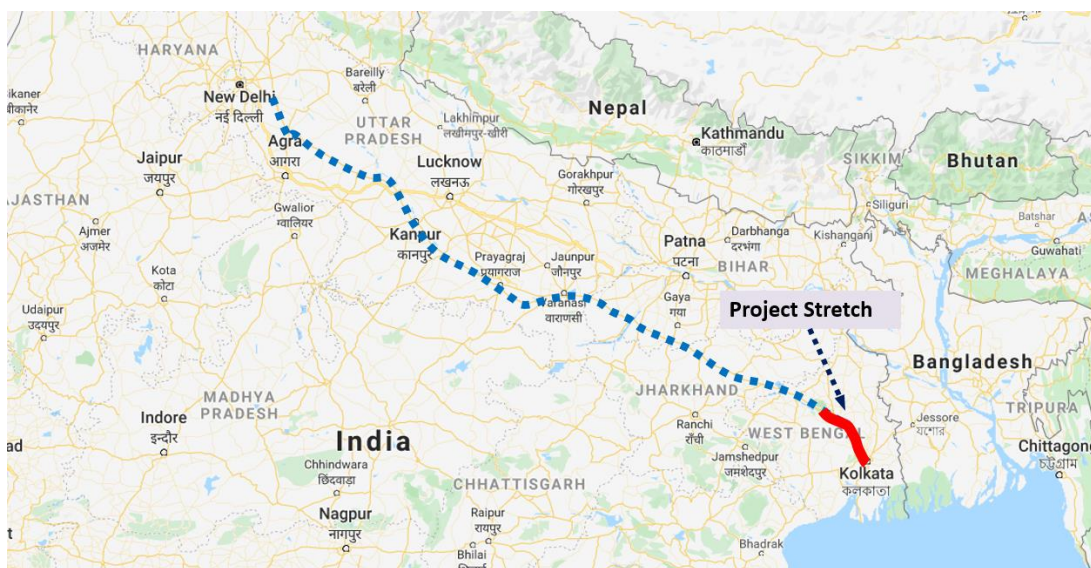 HARYANA
Bareilly
बरेली
New Delhi
नई दिल्ली
Nepal
UTTAR
PRADESH
Lakhimpur
लखीमपुर-खीरी
Kathmandu
काठमाडौं
SIKKIM
Bhutan
Agra
आगरा
Jaipur
जयपुर
Lucknow
लखनऊ
Gorakhpur
गोरखपुर
Siliguri
Batshar
Ajmer
अजमेर
Gwalior
ग्वालियर
Kanpur
कानपुर
Patna
पटना
Darbhanga
दरभंगा
Kishanganj
Guwahati
Kota
कोटा
Prayagraj
प्रयागराज
Jaunpur
जौनपुर
BIHAR
MEGHALAYA
Udaipur
उदयपुर
Varanasi
वाराणसी
Gaya
गया
Project Stretch
Bangladesh
JHARKHAND
MADHYA
PRADESH
Ranchi
राँची
WEST BENGAL
Jessore
যশোর
TRIPURA
Indore
इन्दौर
India
Jamshedpur
जमशेदपुर
Kolkata
কলকাতা
Chittagong
চট্টগ্রাম
Chhindwara
छिंदवाड़ा
CHHATTISGARH
Nagpur
नागपुर
Raipur
रायपुर
Bhilai
भिलाई
Bhadrak